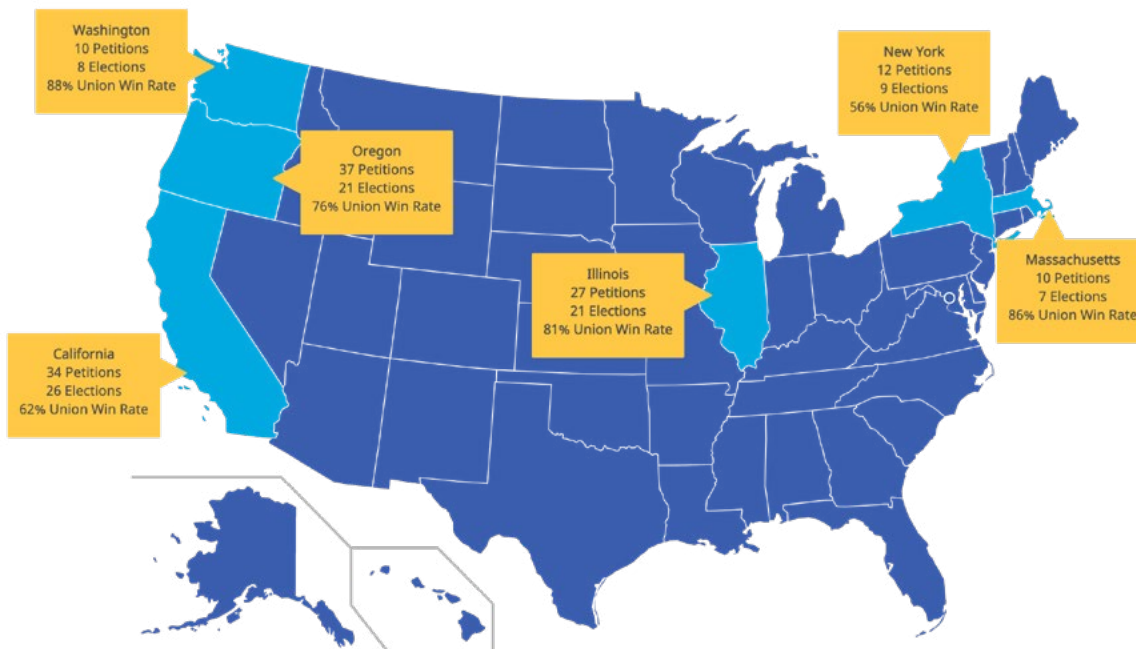 Washington
10 Petitions
8 Elections
88% Union Win Rate
New York
12 Petitions
9 Elections
56% Union Win Rate
Oregon
37 Petitions
21 Elections
76% Union Win Rate
Massachusetts
10 Petitions
7 Elections
86% Union Win Rate
Illinois
27 Petitions
21 Elections
81% Union Win Rate
California
34 Petitions
26 Elections
62% Union Win Rate